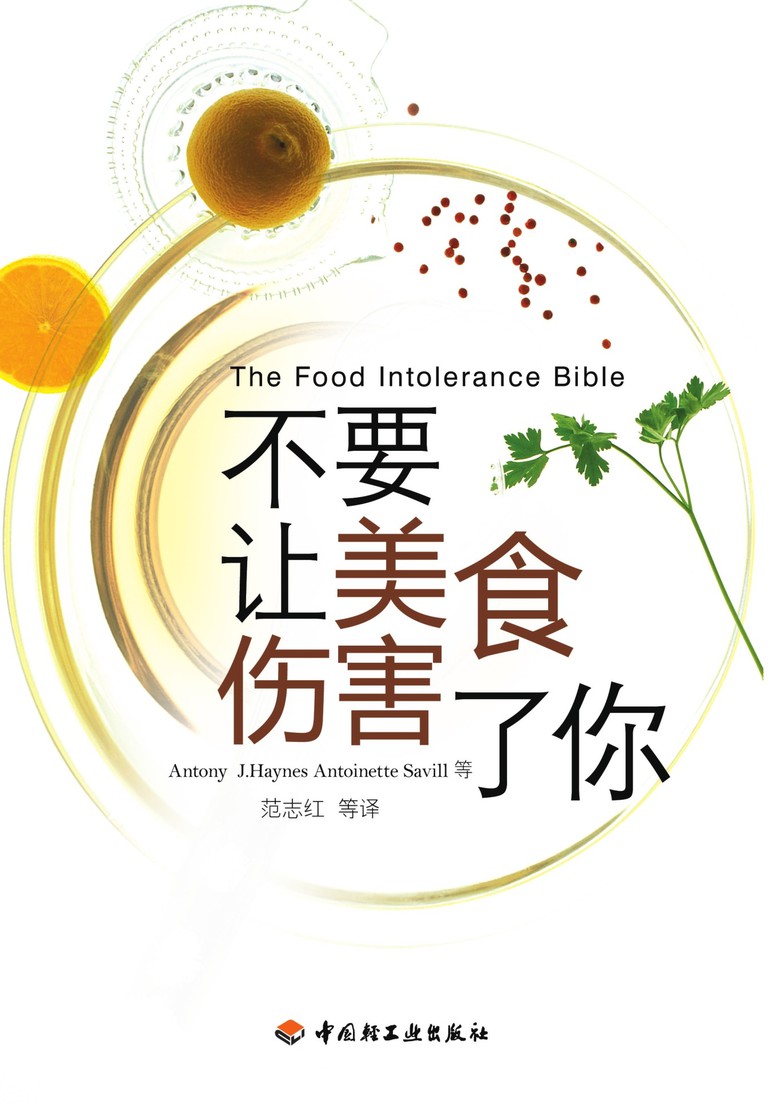 The Food Intolerance Bible
不要
让美食
伤害了你
Antony J.Haynes Antoinette Savill 等
范志红 等译
中国轻工业出版社